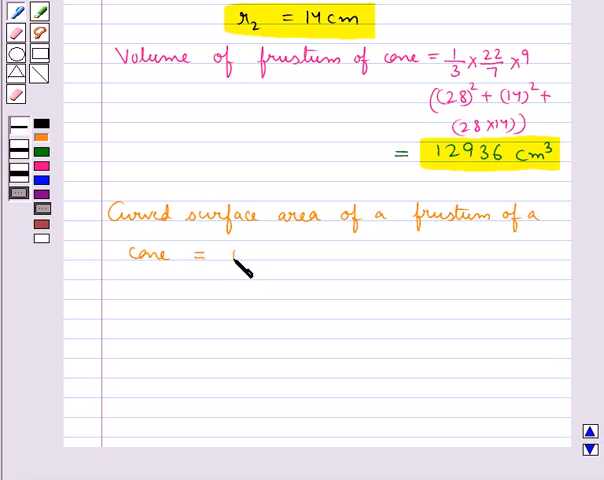 r₂ = 14 cm
Volume of frustum of cone = 1/3 × 22/7 × 9
((28)² + (14)² +
(28 × 14))
= 12936 cm³
Curved surface area of a frustum of a
cone =